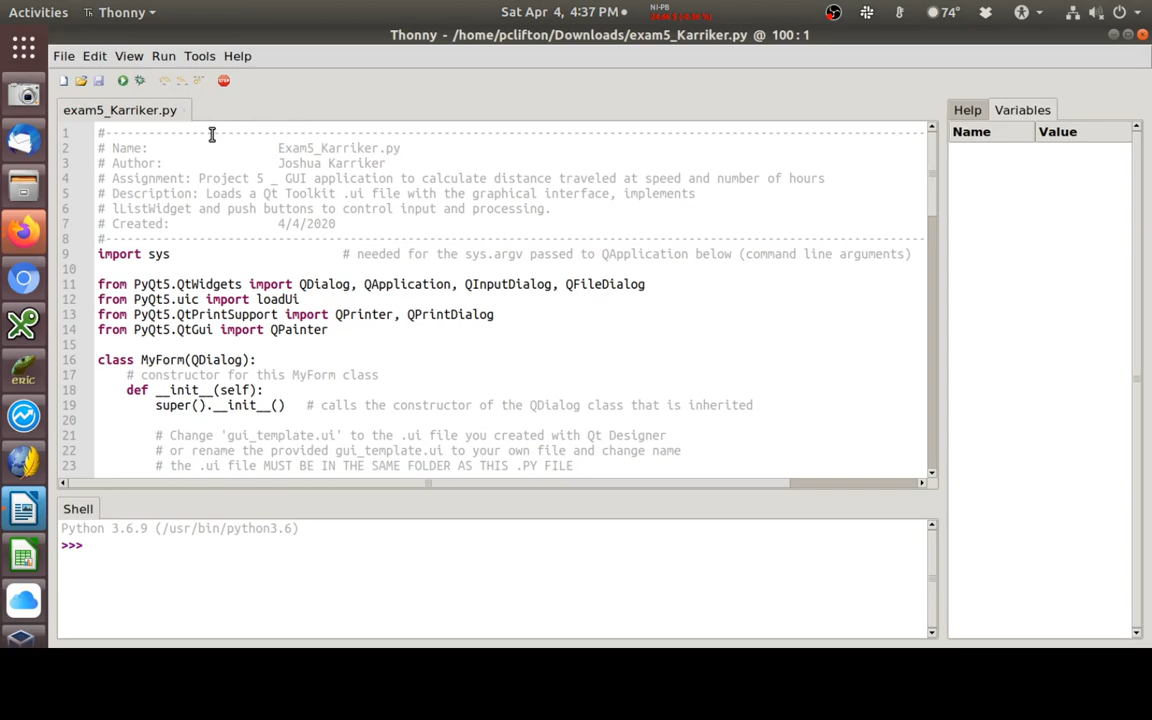 Activities Thonny Sat Apr 4, 4:37 PM NI-PB 74°
Thonny - /home/pclifton/Downloads/exam5_Karriker.py @ 100 : 1
File Edit View Run Tools Help
exam5_Karriker.py
Help Variables
Name Value
1 #------------------------------------------------------------------------------------------------------------------
2 # Name: Exam5_Karriker.py
3 # Author: Joshua Karriker
4 # Assignment: Project 5 _ GUI application to calculate distance traveled at speed and number of hours
5 # Description: Loads a Qt Toolkit .ui file with the graphical interface, implements
6 # lListWidget and push buttons to control input and processing.
7 # Created: 4/4/2020
8 #------------------------------------------------------------------------------------------------------------------
9 import sys # needed for the sys.argv passed to QApplication below (command line arguments)
10
11 from PyQt5.QtWidgets import QDialog, QApplication, QInputDialog, QFileDialog
12 from PyQt5.uic import loadUi
13 from PyQt5.QtPrintSupport import QPrinter, QPrintDialog
14 from PyQt5.QtGui import QPainter
15
16 class MyForm(QDialog):
17 # constructor for this MyForm class
18 def __init__(self):
19 super().__init__() # calls the constructor of the QDialog class that is inherited
20
21 # Change 'gui_template.ui' to the .ui file you created with Qt Designer
22 # or rename the provided gui_template.ui to your own file and change name
23 # the .ui file MUST BE IN THE SAME FOLDER AS THIS .PY FILE
eric
Shell
Python 3.6.9 (/usr/bin/python3.6)
>>>